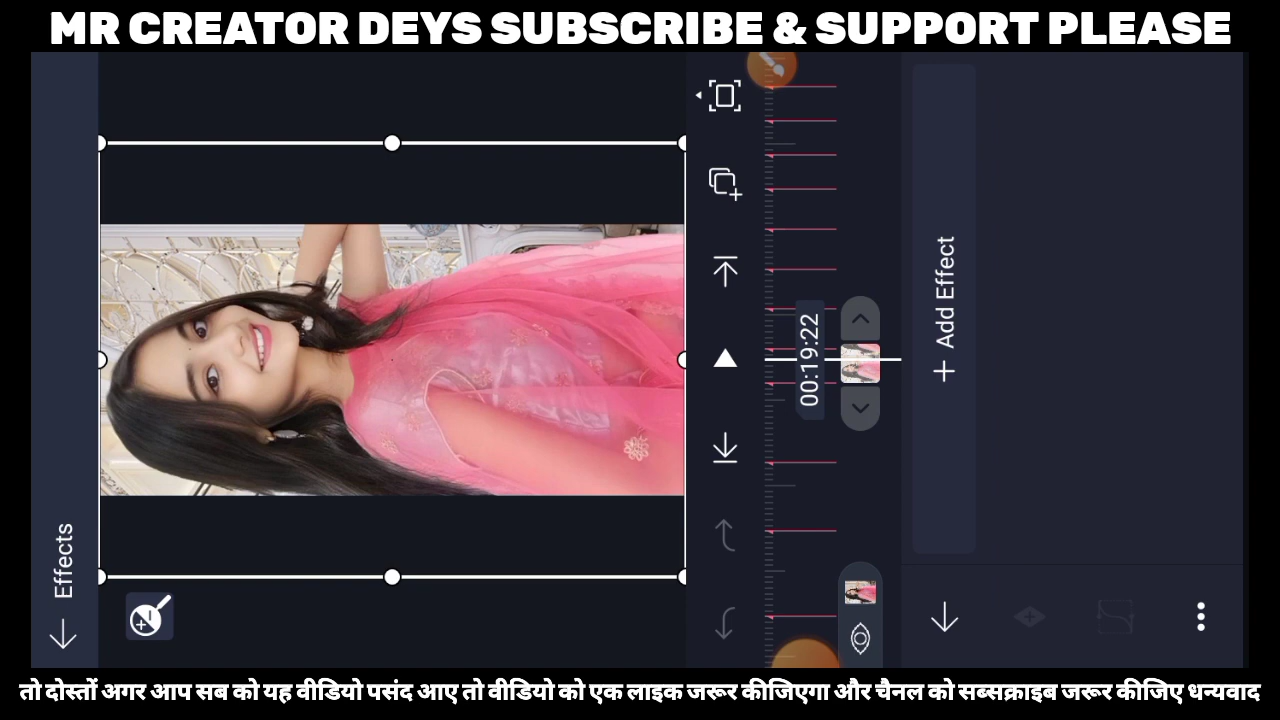 MR CREATOR DEYS SUBSCRIBE & SUPPORT PLEASE
Effects
00:19:22
+ Add Effect
तो दोस्तों अगर आप सब को यह वीडियो पसंद आए तो वीडियो को एक लाइक जरूर कीजिएगा और चैनल को सब्सक्राइब जरूर कीजिए धन्यवाद